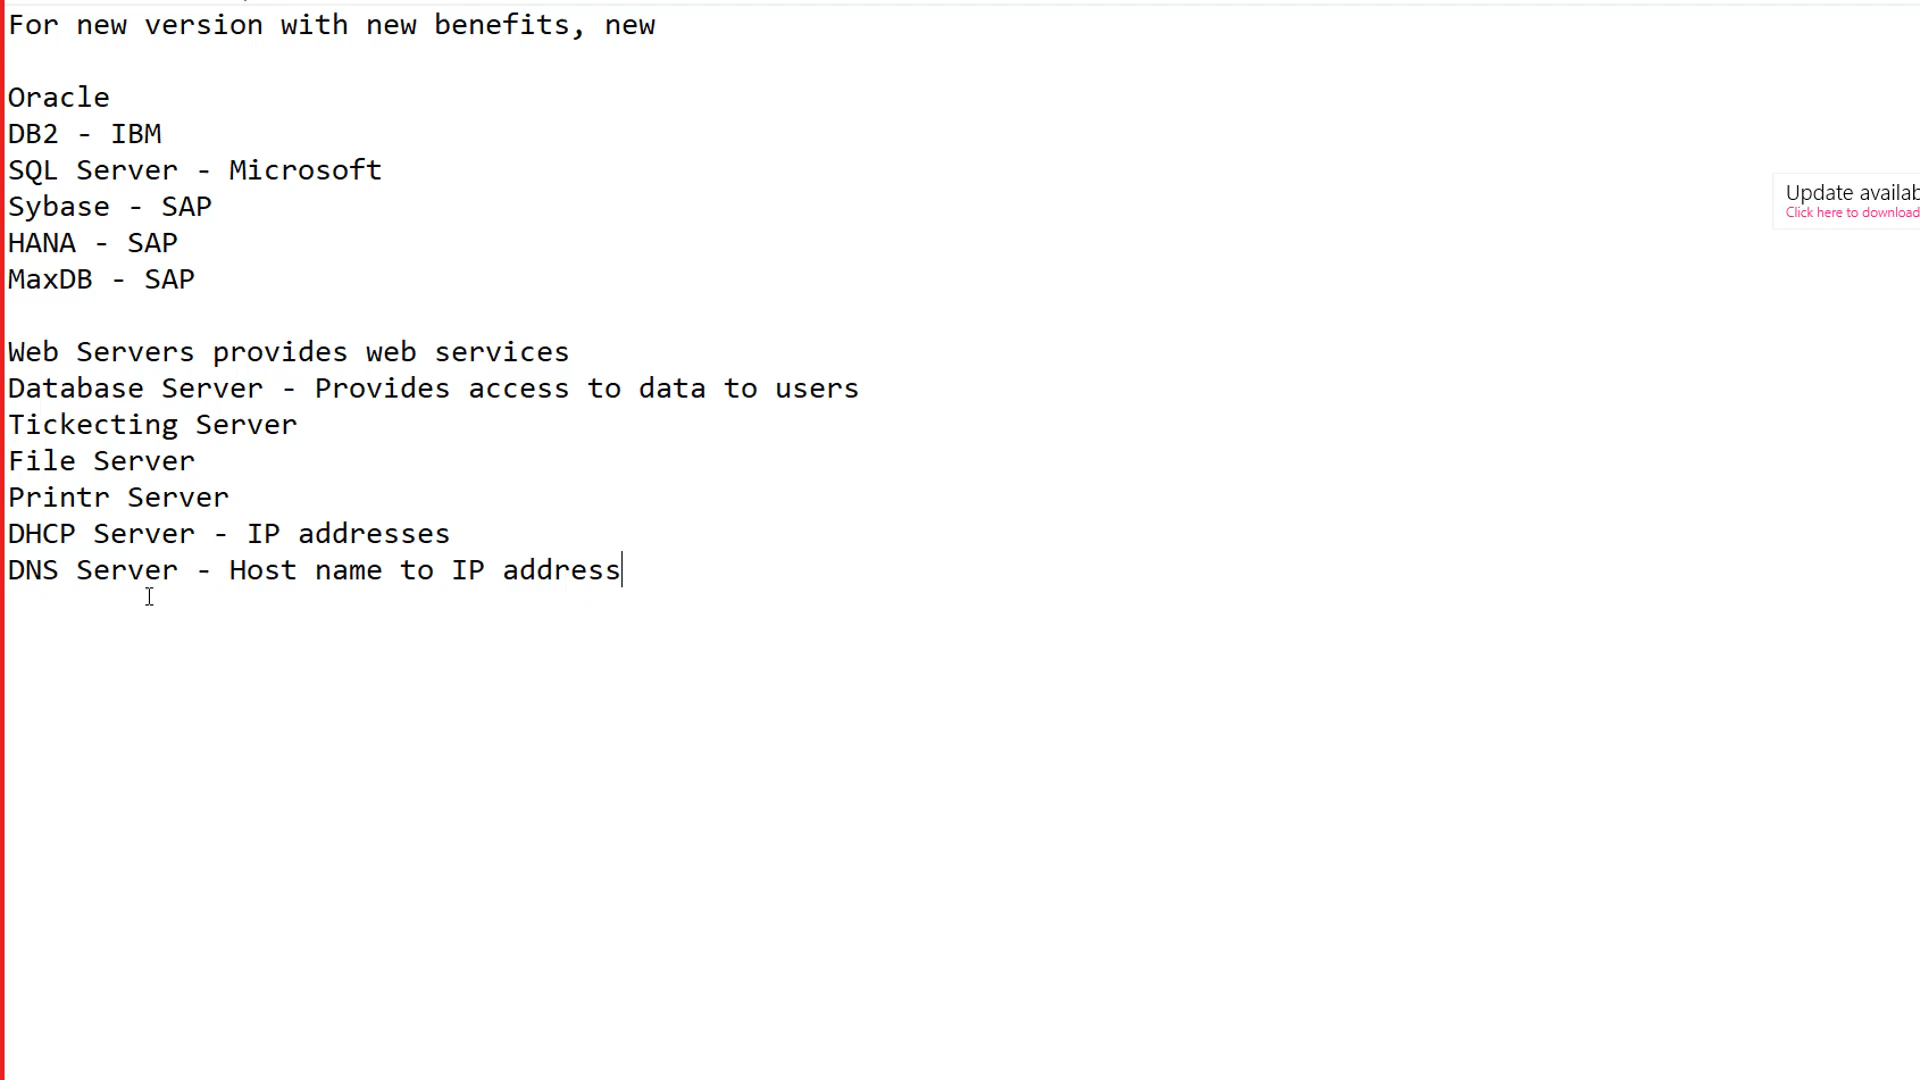 For new version with new benefits, new
Oracle
DB2 - IBM
SQL Server - Microsoft
Sybase - SAP
HANA - SAP
MaxDB - SAP
Web Servers provides web services
Database Server - Provides access to data to users
Tickecting Server
File Server
Printr Server
DHCP Server - IP addresses
DNS Server - Host name to IP address
Update availab
Click here to download